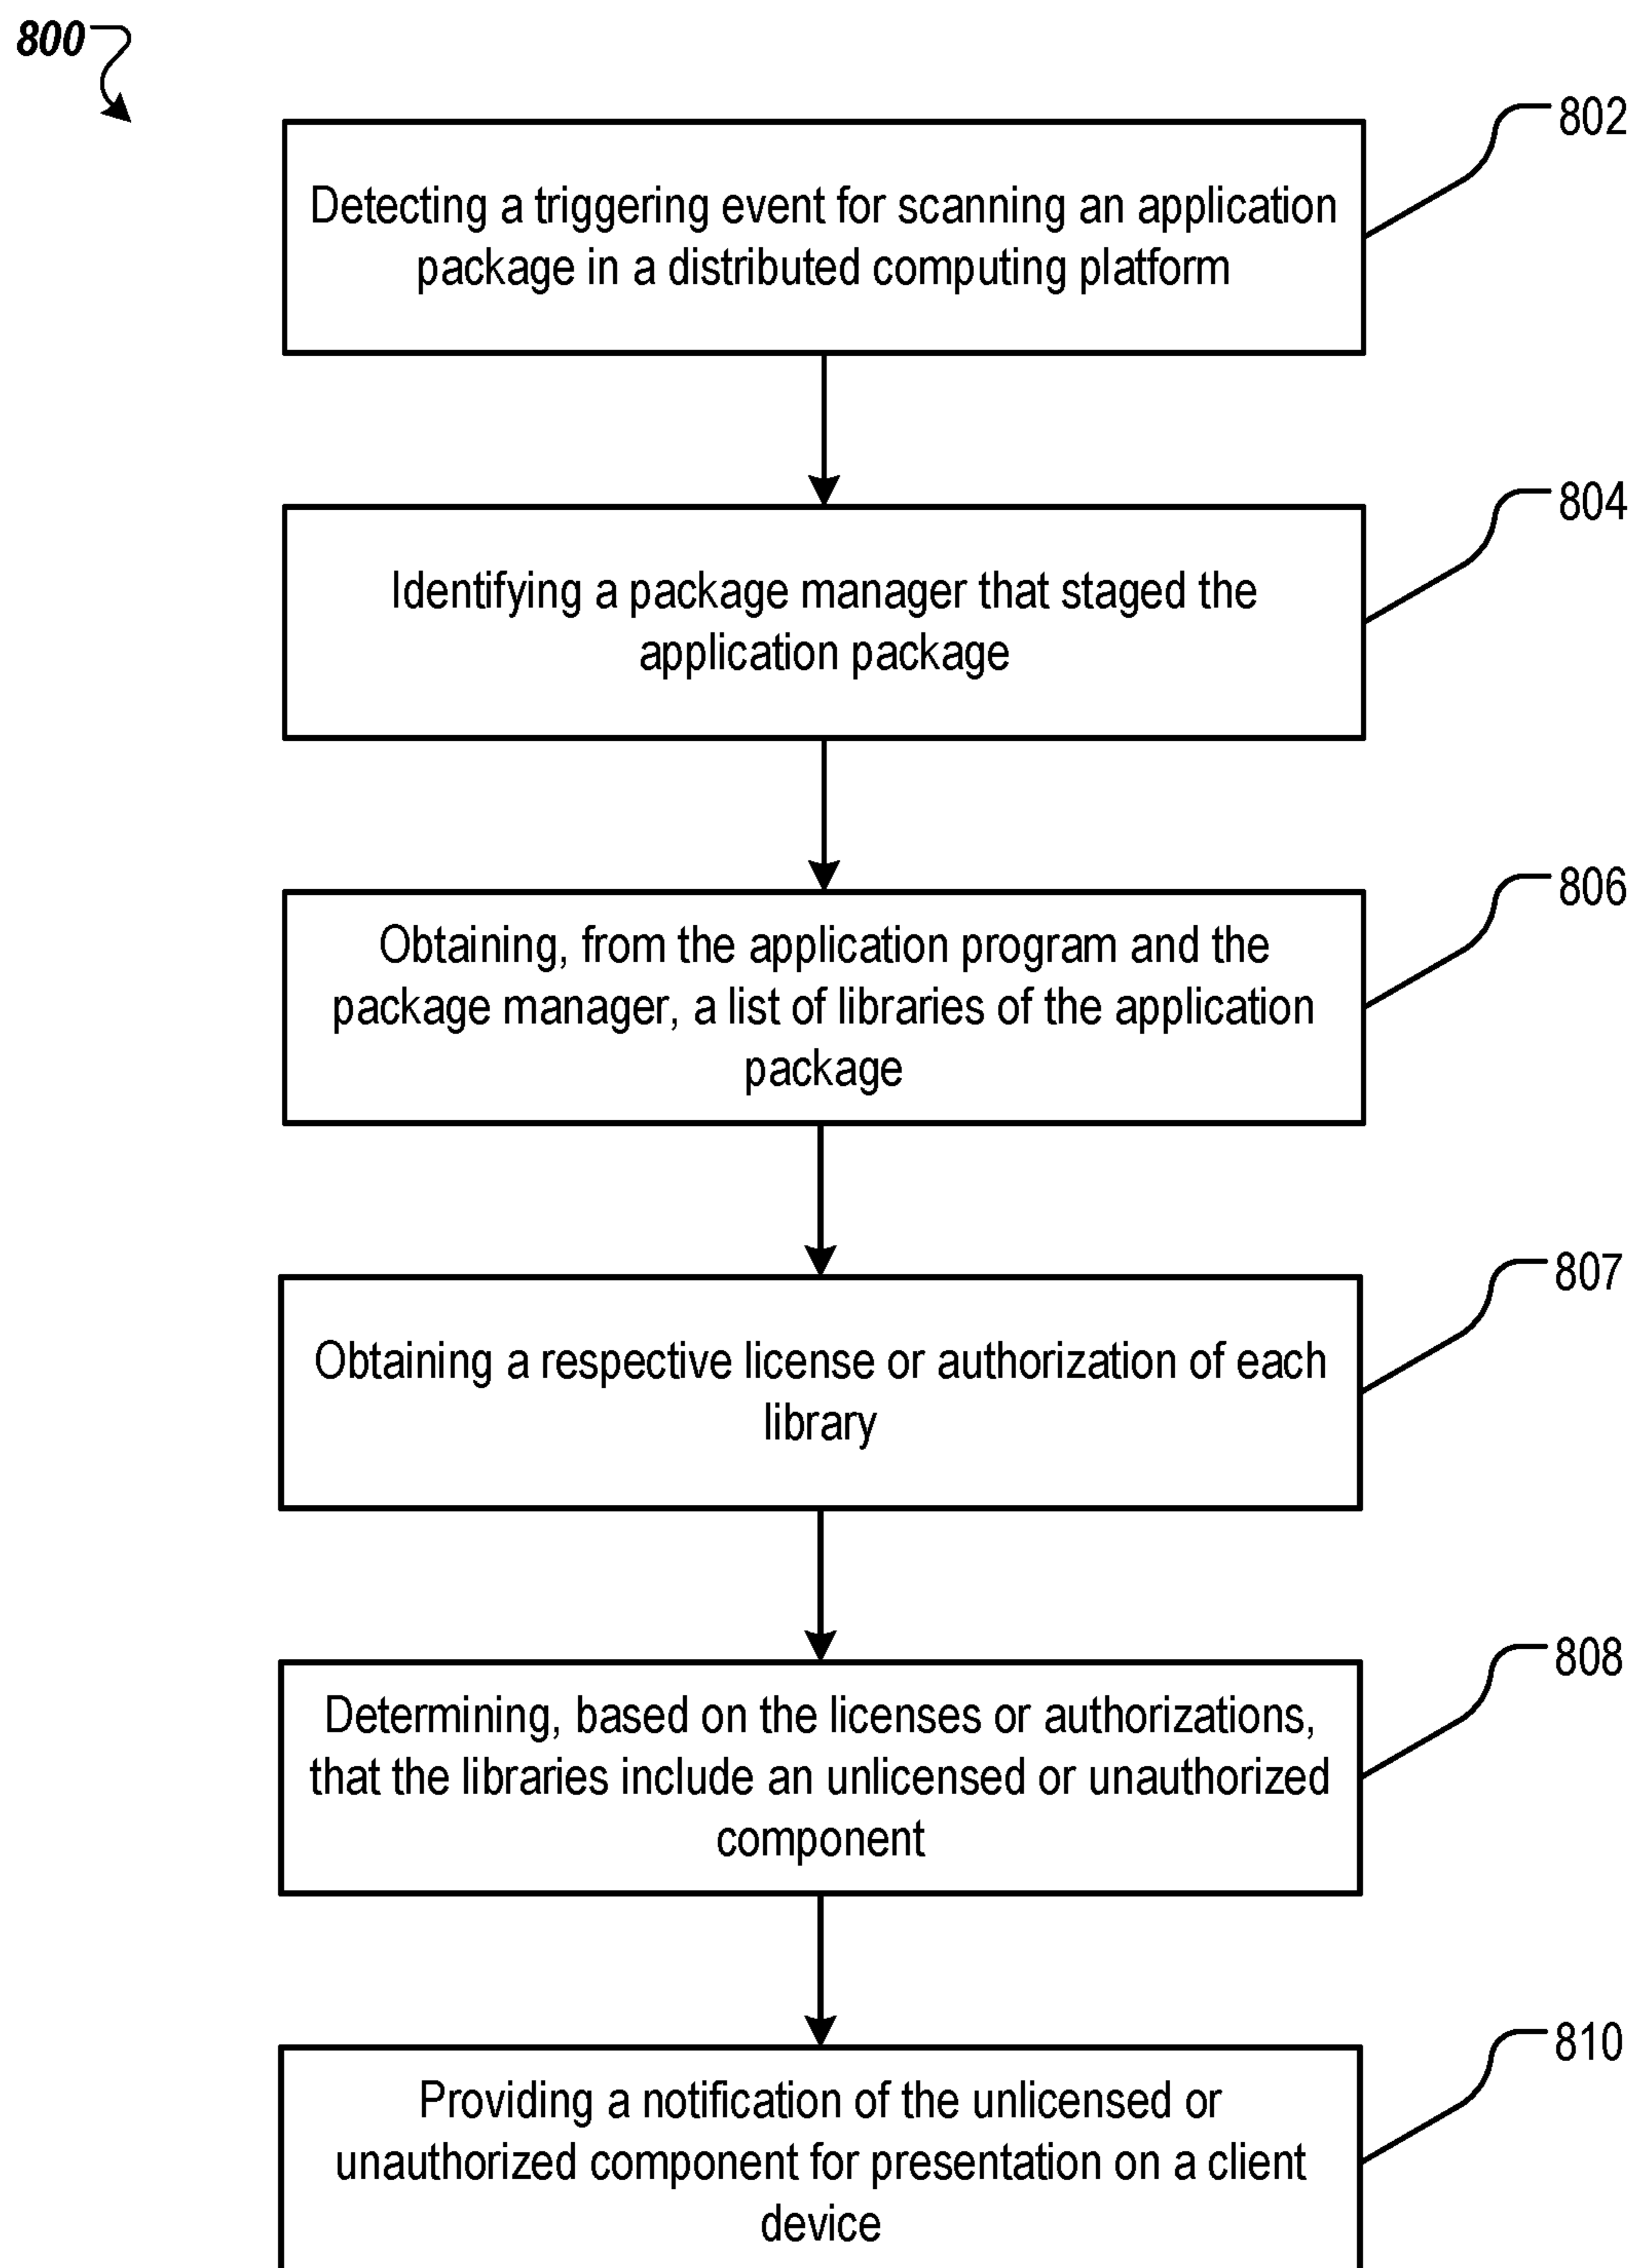 800
802
Detecting a triggering event for scanning an application
package in a distributed computing platform
804
Identifying a package manager that staged the
application package
806
Obtaining, from the application program and the
package manager, a list of libraries of the application
package
807
Obtaining a respective license or authorization of each
library
808
Determining, based on the licenses or authorizations,
that the libraries include an unlicensed or unauthorized
component
810
Providing a notification of the unlicensed or
unauthorized component for presentation on a client
device